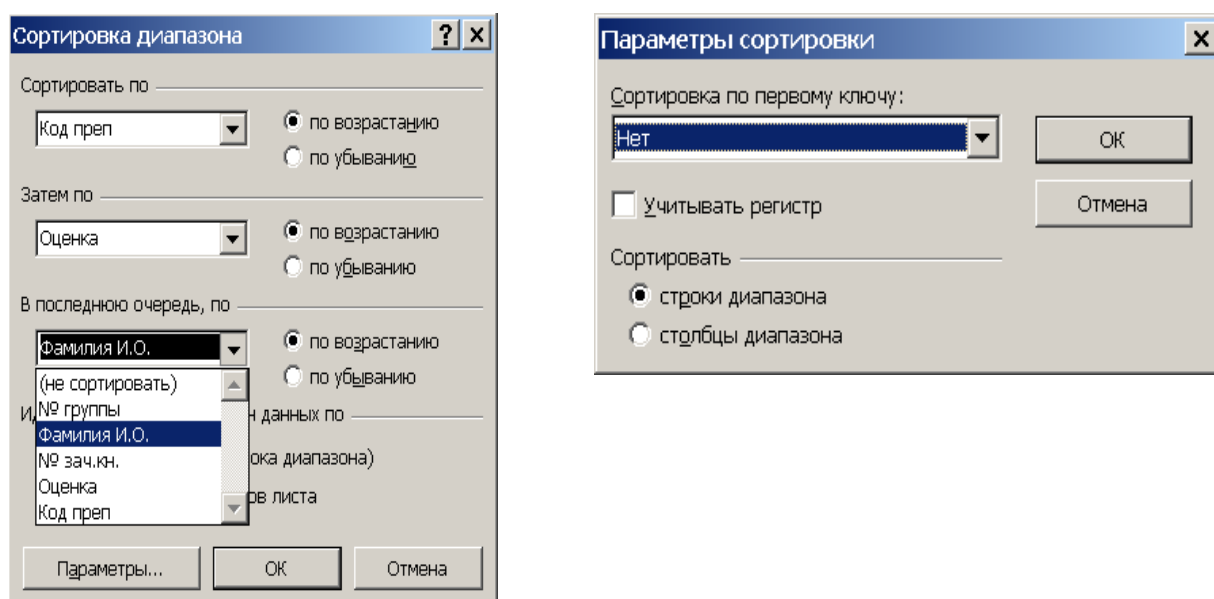 Сортировка диапазона
Сортировать по
Код преп
по возрастанию
по убыванию
Затем по
Оценка
по возрастанию
по убыванию
В последнюю очередь, по
Фамилия И.О.
по возрастанию
по убыванию
(не сортировать)
№ группы
данных по
Фамилия И.О.
№ зач.кн.
диапазона)
Оценка
листа
Код преп
Параметры...
ОК
Отмена
Параметры сортировки
Сортировка по первому ключу:
Нет
ОК
Учитывать регистр
Отмена
Сортировать
строки диапазона
столбцы диапазона